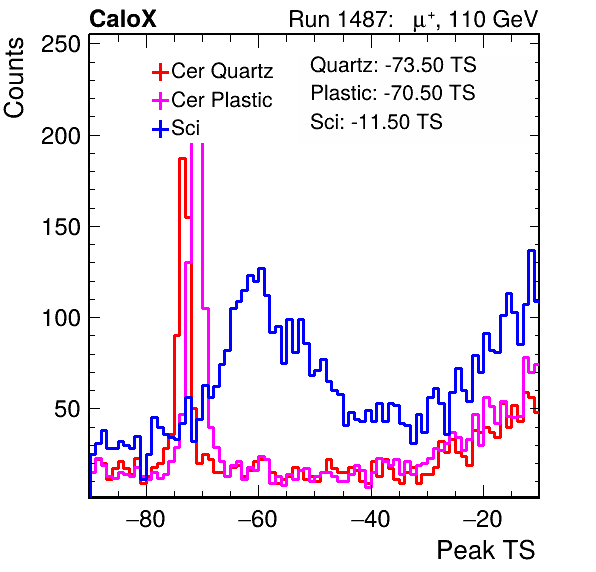 CaloX Run 1487: μ⁺, 110 GeV
Counts
250
200
150
100
50
Cer Quartz
Cer Plastic
Sci
Quartz: -73.50 TS
Plastic: -70.50 TS
Sci: -11.50 TS
−80 −60 −40 −20
Peak TS